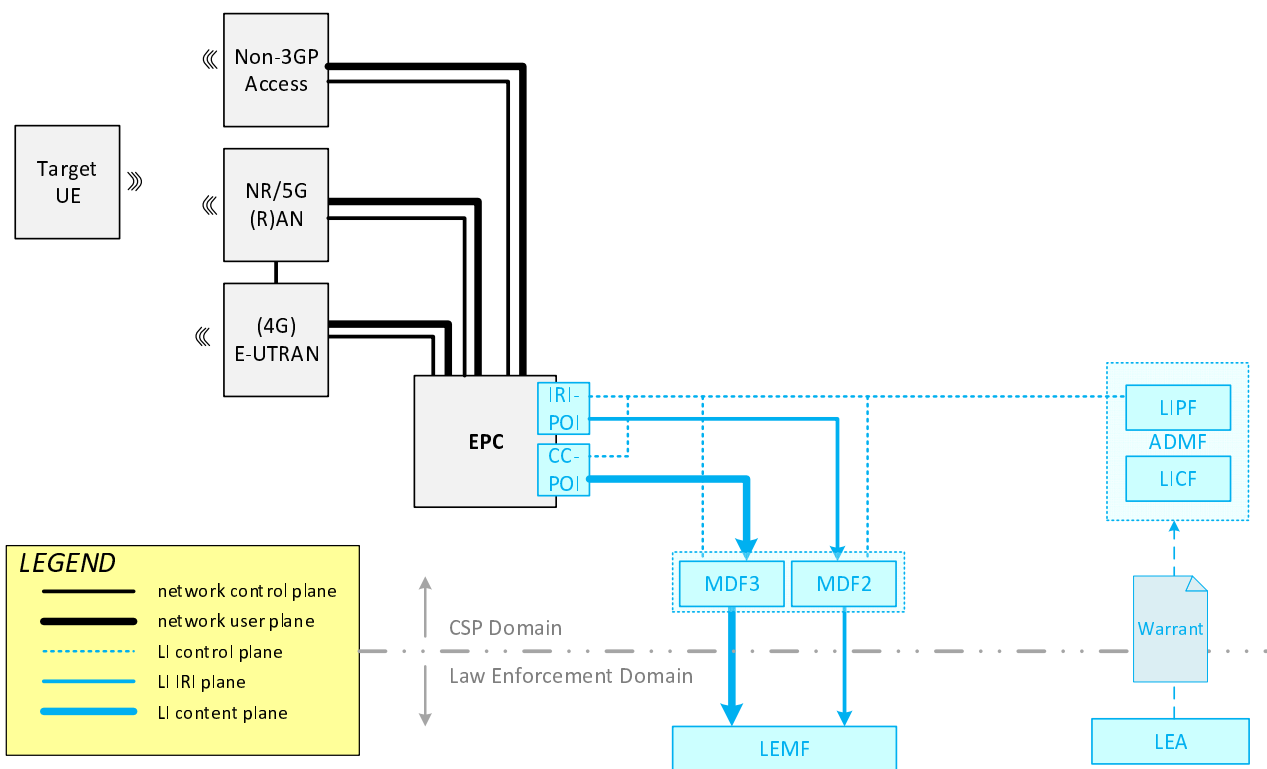 Non-3GP
Access
Target
UE
NR/5G
(R)AN
(4G)
E-UTRAN
EPC
IRI-
POI
CC-
POI
LIPF
ADMF
LICF
LEGEND
network control plane
network user plane
LI control plane
LI IRI plane
LI content plane
MDF3
MDF2
CSP Domain
Law Enforcement Domain
Warrant
LEMF
LEA